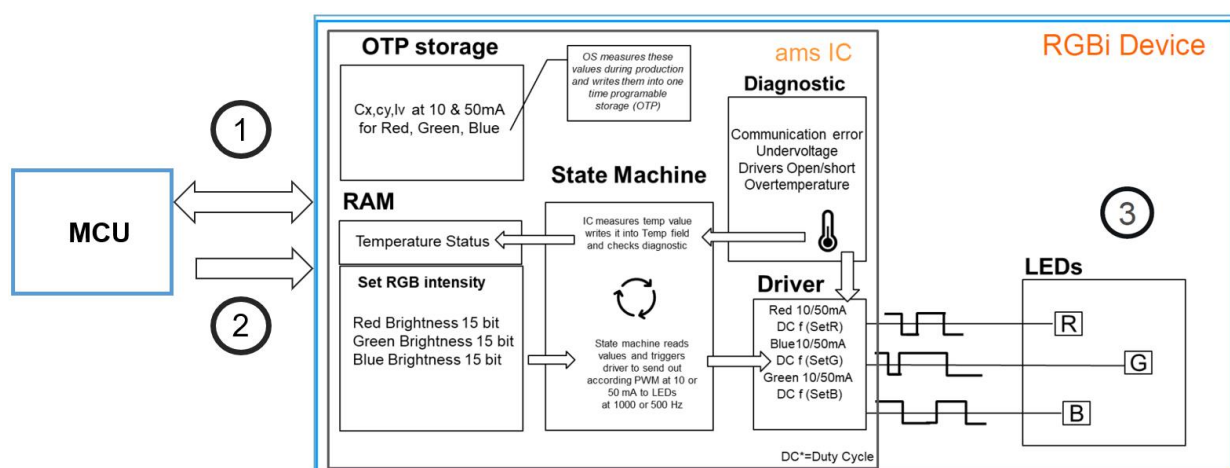 RGBi Device
ams IC
OTP storage
Cx,cy,lv at 10 & 50mA
for Red, Green, Blue
OS measures these
values during production
and writes them into one
time programable
storage (OTP)
Diagnostic
Communication error
Undervoltage
Drivers Open/short
Overtemperature
1
MCU
2
RAM
Temperature Status
Set RGB intensity
Red Brightness 15 bit
Green Brightness 15 bit
Blue Brightness 15 bit
State Machine
IC measures temp value
writes it into Temp field
and checks diagnostic
State machine reads
values and triggers
driver to send out
according PWM at 10 or
50 mA to LEDs
at 1000 or 500 Hz
Driver
Red 10/50mA
DC f (SetR)
Blue10/50mA
DC f (SetG)
Green 10/50mA
DC f (SetB)
DC*=Duty Cycle
3
LEDs
R
G
B